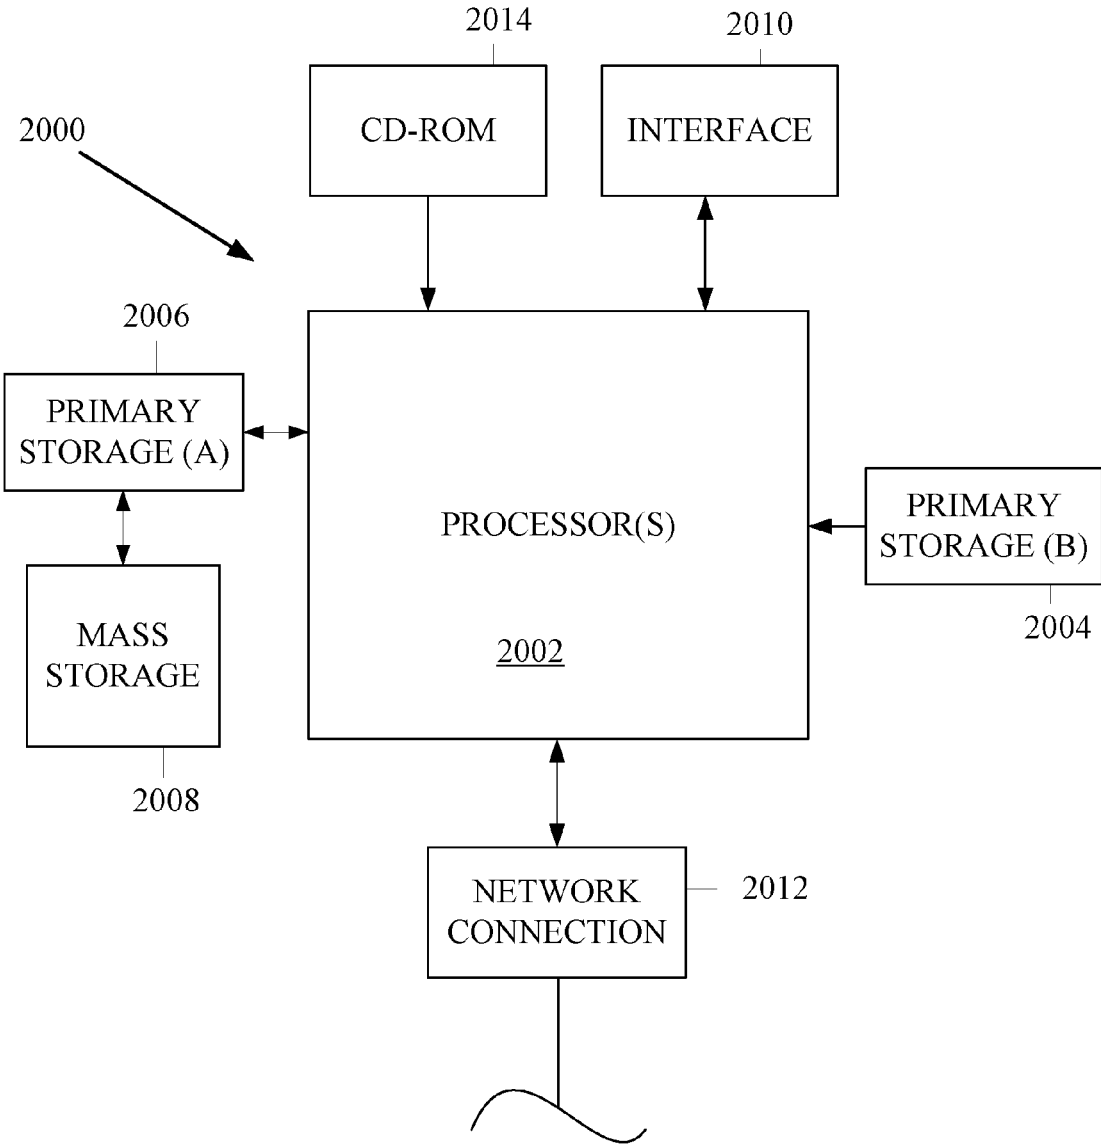 2014
2010
CD-ROM
INTERFACE
2000
2006
PRIMARY
STORAGE (A)
PROCESSOR(S)
PRIMARY
STORAGE (B)
2004
MASS
STORAGE
2002
2008
NETWORK
CONNECTION
2012